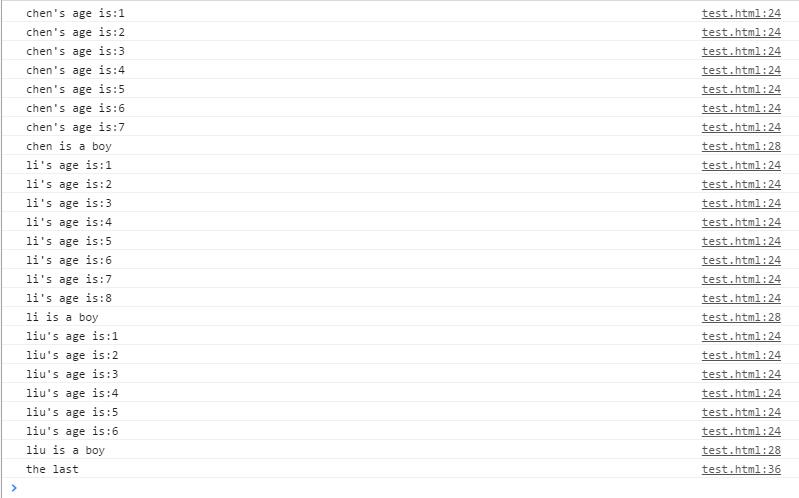 chen's age is:1 test.html:24
chen's age is:2 test.html:24
chen's age is:3 test.html:24
chen's age is:4 test.html:24
chen's age is:5 test.html:24
chen's age is:6 test.html:24
chen's age is:7 test.html:24
chen is a boy test.html:28
li's age is:1 test.html:24
li's age is:2 test.html:24
li's age is:3 test.html:24
li's age is:4 test.html:24
li's age is:5 test.html:24
li's age is:6 test.html:24
li's age is:7 test.html:24
li's age is:8 test.html:24
li is a boy test.html:28
liu's age is:1 test.html:24
liu's age is:2 test.html:24
liu's age is:3 test.html:24
liu's age is:4 test.html:24
liu's age is:5 test.html:24
liu's age is:6 test.html:24
liu is a boy test.html:28
the last test.html:36